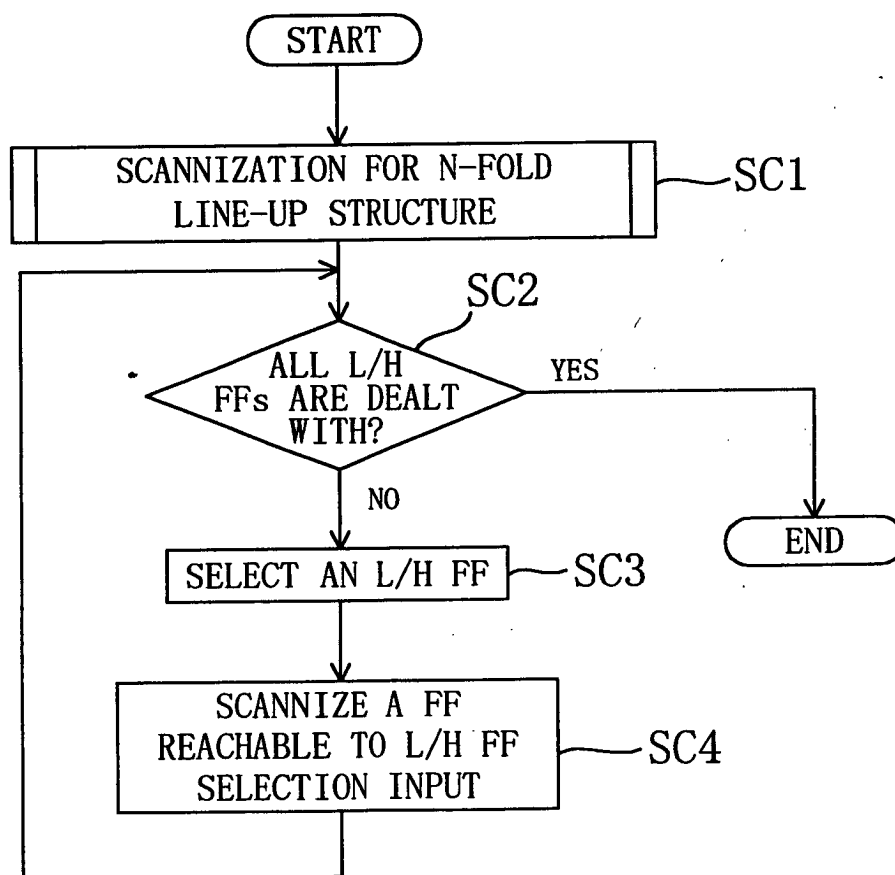 START
SCANNIZATION FOR N-FOLD
LINE-UP STRUCTURE
SC1
SC2
ALL L/H
FFs ARE DEALT
WITH?
YES
NO
END
SELECT AN L/H FF
SC3
SCANNIZE A FF
REACHABLE TO L/H FF
SELECTION INPUT
SC4